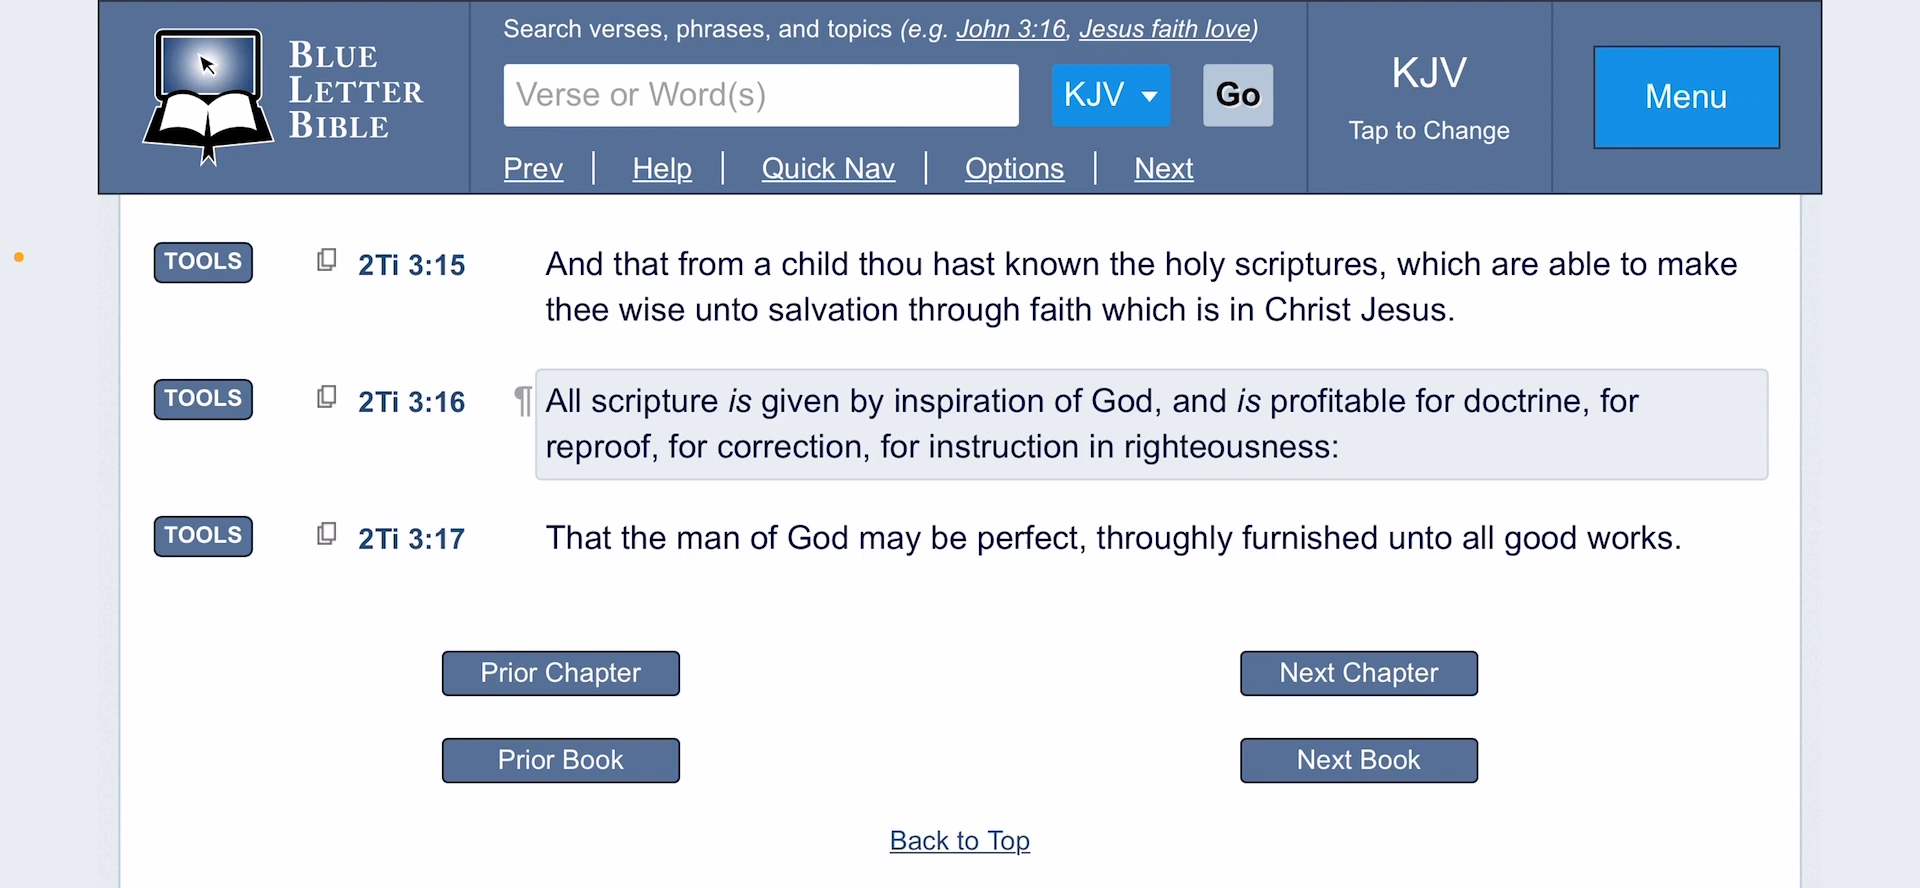 BLUE
LETTER
BIBLE
Search verses, phrases, and topics (e.g. John 3:16, Jesus faith love)
Verse or Word(s)
KJV
Go
Prev | Help | Quick Nav | Options | Next
KJV
Tap to Change
Menu
TOOLS 2Ti 3:15 And that from a child thou hast known the holy scriptures, which are able to make
thee wise unto salvation through faith which is in Christ Jesus.
TOOLS 2Ti 3:16 ¶ All scripture is given by inspiration of God, and is profitable for doctrine, for
reproof, for correction, for instruction in righteousness:
TOOLS 2Ti 3:17 That the man of God may be perfect, throughly furnished unto all good works.
Prior Chapter Next Chapter
Prior Book Next Book
Back to Top